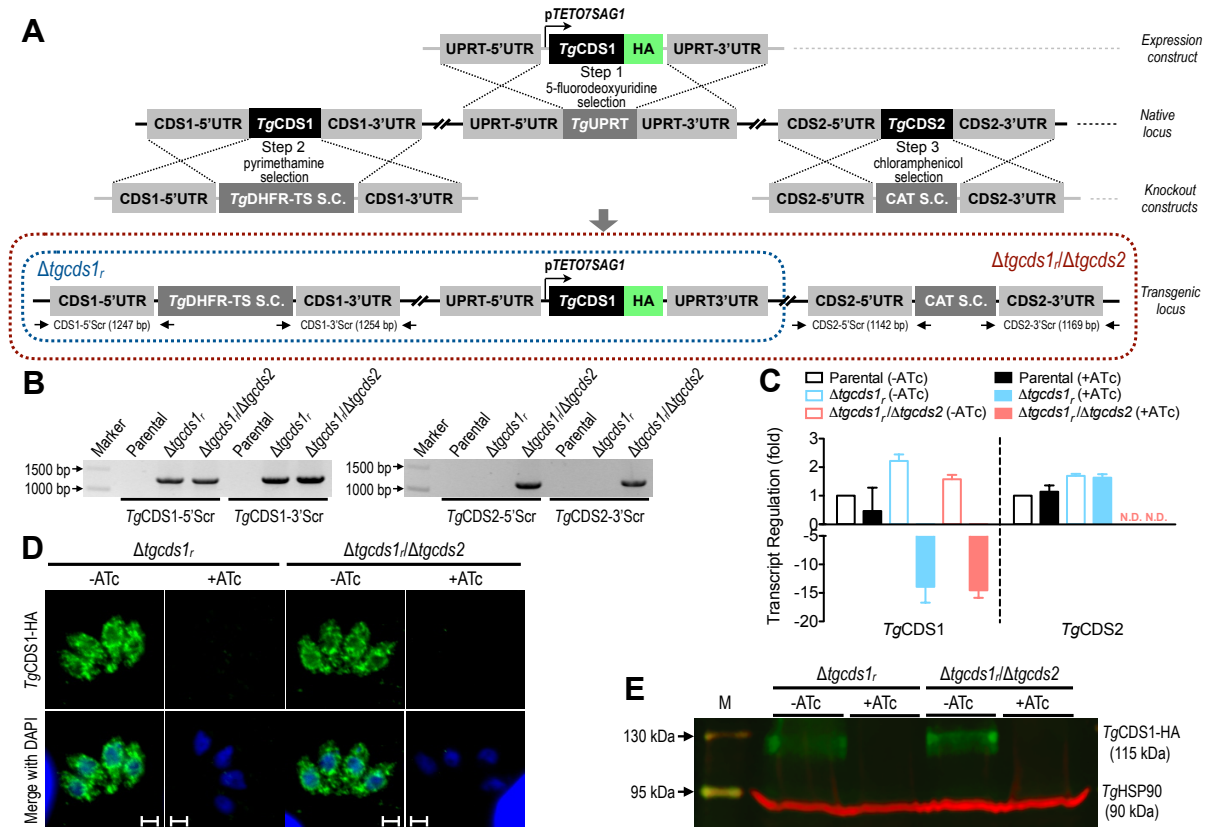 A
pTETO7SAG1
UPRT-5'UTR TgCDS1 HA UPRT-3'UTR
Expression construct
Step 1
5-fluorodeoxyuridine selection
CDS1-5'UTR TgCDS1 CDS1-3'UTR UPRT-5'UTR TgUPRT UPRT-3'UTR CDS2-5'UTR TgCDS2 CDS2-3'UTR
Native locus
Step 2
pyrimethamine selection
Step 3
chloramphenicol selection
CDS1-5'UTR TgDHFR-TS S.C. CDS1-3'UTR CDS2-5'UTR CAT S.C. CDS2-3'UTR
Knockout constructs
Δtgcds1r
pTETO7SAG1
Δtgcds1r/Δtgcds2
CDS1-5'UTR TgDHFR-TS S.C. CDS1-3'UTR UPRT-5'UTR TgCDS1 HA UPRT3'UTR CDS2-5'UTR CAT S.C. CDS2-3'UTR
Transgenic locus
CDS1-5'Scr (1247 bp) CDS1-3'Scr (1254 bp) CDS2-5'Scr (1142 bp) CDS2-3'Scr (1169 bp)
B
Marker Parental Δtgcds1r Δtgcds1r/Δtgcds2 Parental Δtgcds1r Δtgcds1r/Δtgcds2
1500 bp
1000 bp
TgCDS1-5'Scr TgCDS1-3'Scr
Marker Parental Δtgcds1r Δtgcds1r/Δtgcds2 Parental Δtgcds1r Δtgcds1r/Δtgcds2
1500 bp
1000 bp
TgCDS2-5'Scr TgCDS2-3'Scr
C
Parental (-ATc) Parental (+ATc)
Δtgcds1r (-ATc) Δtgcds1r (+ATc)
Δtgcds1r/Δtgcds2 (-ATc) Δtgcds1r/Δtgcds2 (+ATc)
Transcript Regulation (fold)
3
2
1
0
-5
-10
-15
-20
N.D. N.D.
TgCDS1 TgCDS2
D
Δtgcds1r Δtgcds1r/Δtgcds2
-ATc +ATc -ATc +ATc
TgCDS1-HA
Merge with DAPI
E
Δtgcds1r Δtgcds1r/Δtgcds2
M -ATc +ATc -ATc +ATc
130 kDa
TgCDS1-HA
(115 kDa)
95 kDa
TgHSP90
(90 kDa)